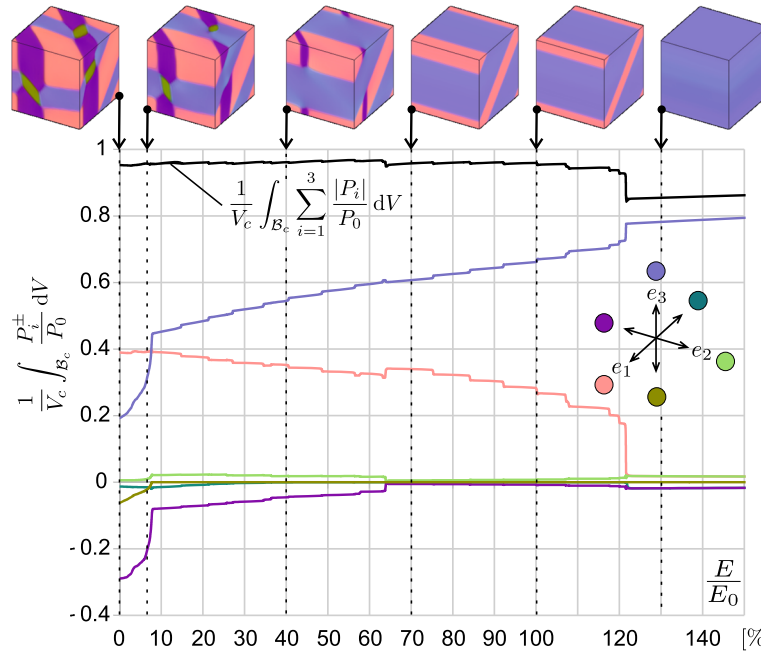 1
0.8
0.6
0.4
0.2
0
-0.2
-0.4
1/V_c ∫_{B_c} P_i^±/P_0 dV
1/V_c ∫_{B_c} ∑_{i=1}^{3} |P_i|/P_0 dV
e_3
e_2
e_1
E/E_0
0 10 20 30 40 50 60 70 80 90 100 120 140 [%